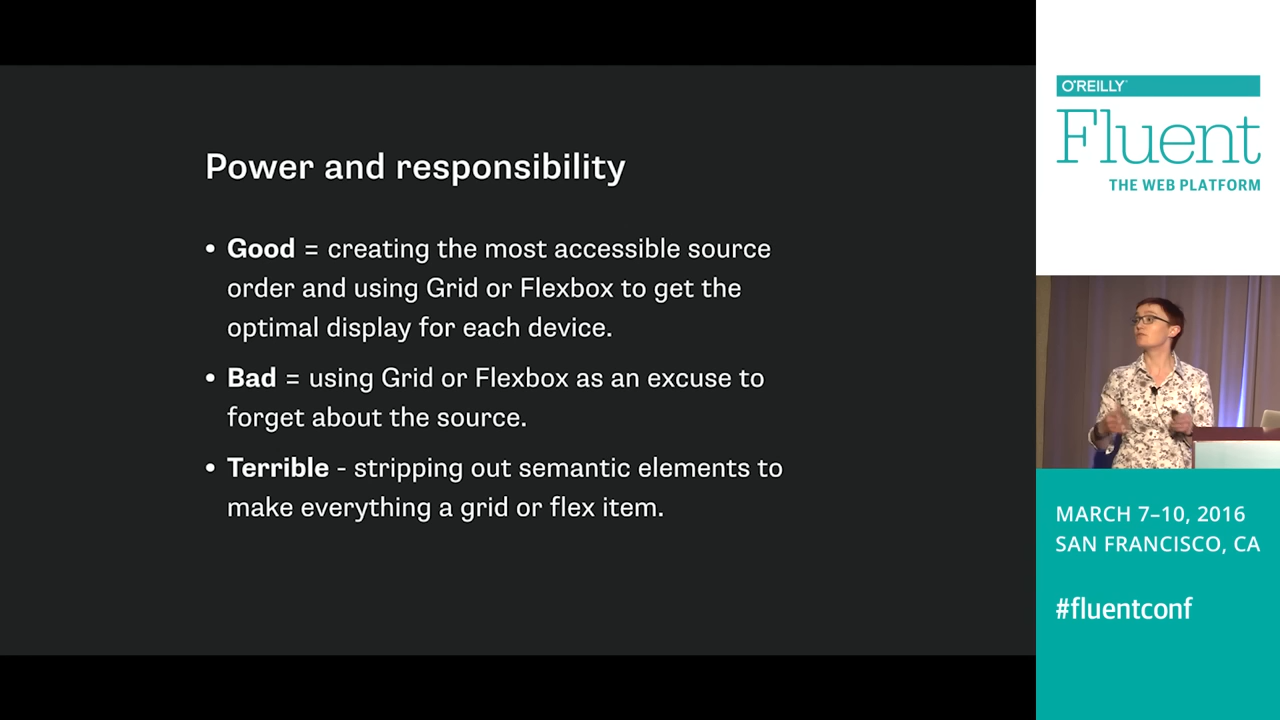 Power and responsibility
• Good = creating the most accessible source
order and using Grid or Flexbox to get the
optimal display for each device.
• Bad = using Grid or Flexbox as an excuse to
forget about the source.
• Terrible - stripping out semantic elements to
make everything a grid or flex item.
O'REILLY™
Fluent
THE WEB PLATFORM
MARCH 7–10, 2016
SAN FRANCISCO, CA
#fluentconf